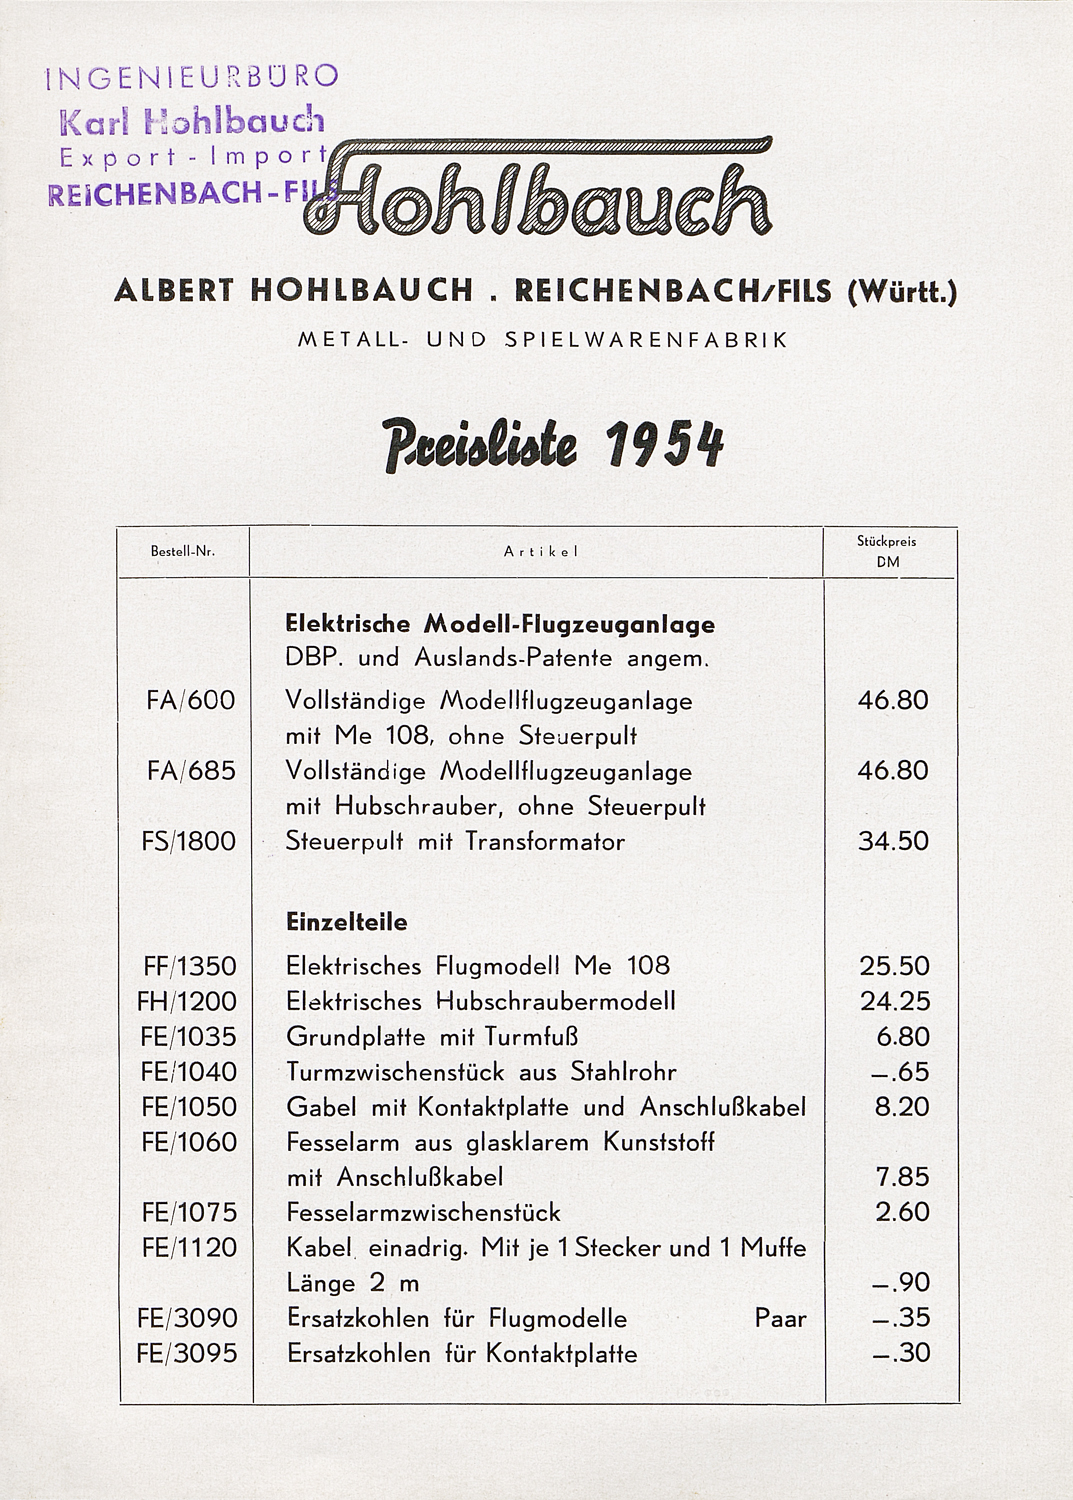 INGENIEURBÜRO
Karl Hohlbauch
Export - Import
REICHENBACH-FILS
Hohlbauch
ALBERT HOHLBAUCH . REICHENBACH/FILS (Württ.)
METALL- UND SPIELWARENFABRIK
Preisliste 1954
Bestell-Nr. Artikel Stückpreis
DM
Elektrische Modell-Flugzeuganlage
DBP. und Auslands-Patente angem.
FA/600 Vollständige Modellflugzeuganlage 46.80
mit Me 108, ohne Steuerpult
FA/685 Vollständige Modellflugzeuganlage 46.80
mit Hubschrauber, ohne Steuerpult
FS/1800 Steuerpult mit Transformator 34.50
Einzelteile
FF/1350 Elektrisches Flugmodell Me 108 25.50
FH/1200 Elektrisches Hubschraubermodell 24.25
FE/1035 Grundplatte mit Turmfuß 6.80
FE/1040 Turmzwischenstück aus Stahlrohr –.65
FE/1050 Gabel mit Kontaktplatte und Anschlußkabel 8.20
FE/1060 Fesselarm aus glasklarem Kunststoff
mit Anschlußkabel 7.85
FE/1075 Fesselarmzwischenstück 2.60
FE/1120 Kabel. einadrig. Mit je 1 Stecker und 1 Muffe
Länge 2 m –.90
FE/3090 Ersatzkohlen für Flugmodelle Paar –.35
FE/3095 Ersatzkohlen für Kontaktplatte –.30